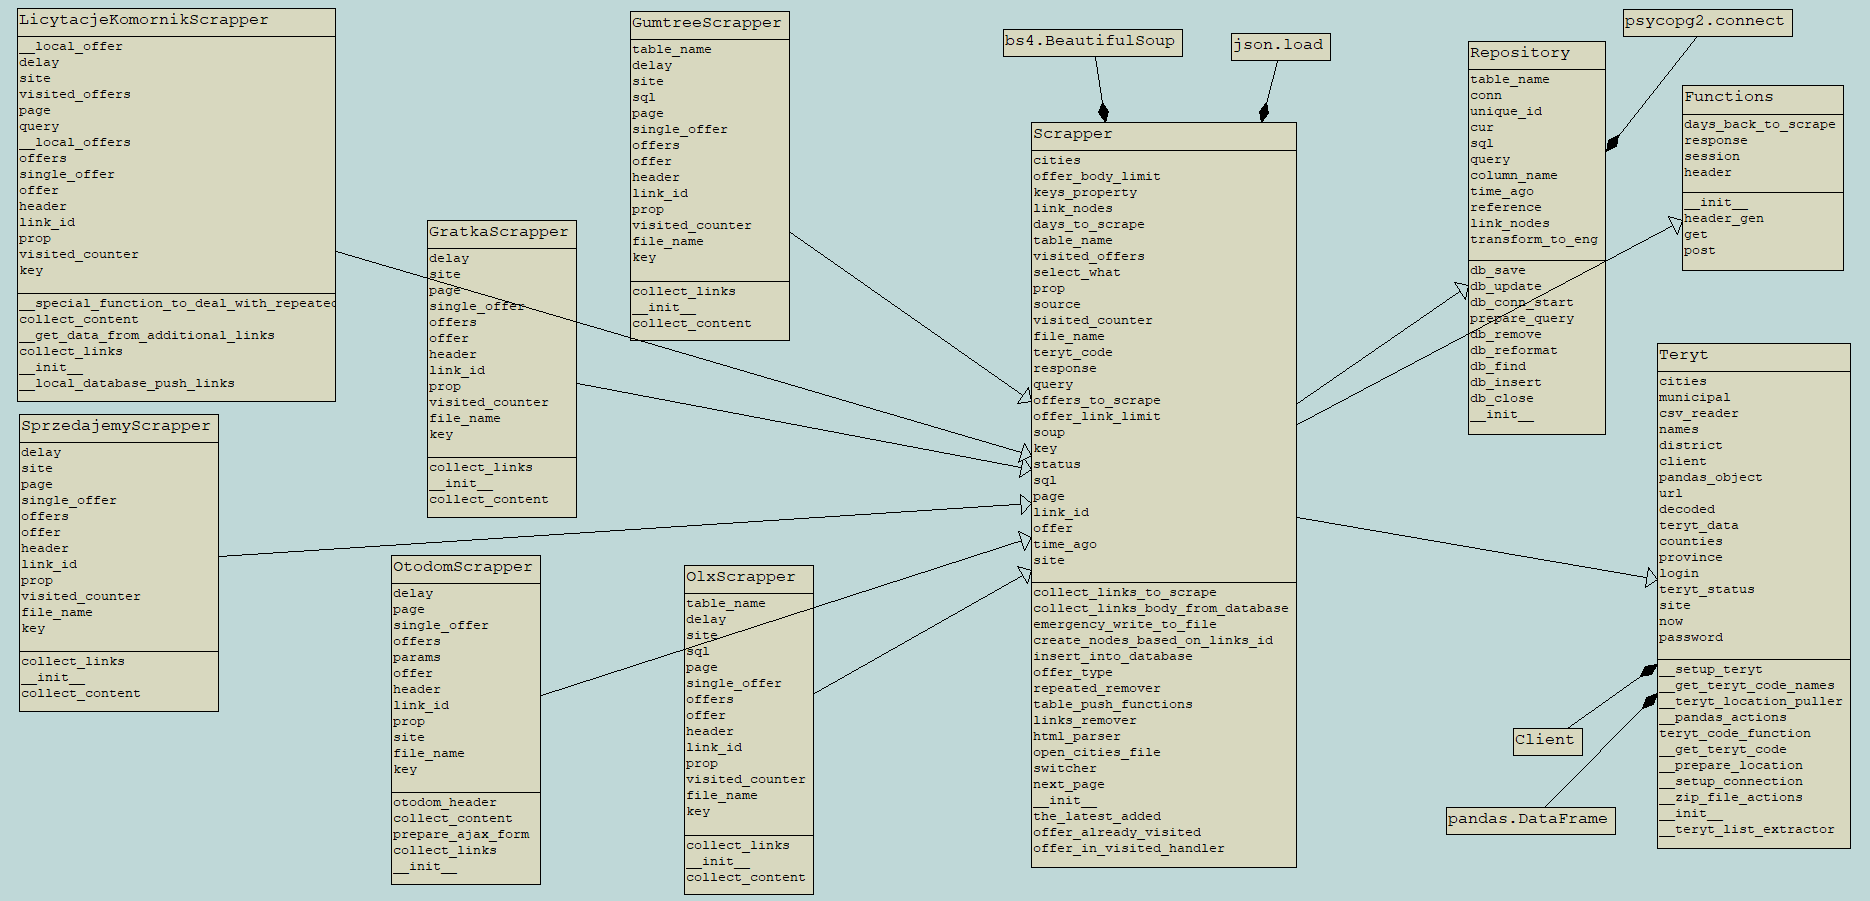 LicytacjeKomornikScrapper
__local_offer
delay
site
visited_offers
page
query
__local_offers
offers
single_offer
offer
header
link_id
prop
visited_counter
key
__special_function_to_deal_with_repeated
collect_content
__get_data_from_additional_links
collect_links
__init__
__local_database_push_links
SprzedajemyScrapper
delay
site
page
single_offer
offers
offer
header
link_id
prop
visited_counter
file_name
key
collect_links
__init__
collect_content
GratkaScrapper
delay
site
page
single_offer
offers
offer
header
link_id
prop
visited_counter
file_name
key
collect_links
__init__
collect_content
OtodomScrapper
delay
page
single_offer
offers
params
offer
header
link_id
prop
site
file_name
key
otodom_header
collect_content
prepare_ajax_form
collect_links
__init__
GumtreeScrapper
table_name
delay
site
sql
page
single_offer
offers
offer
header
link_id
prop
visited_counter
file_name
key
collect_links
__init__
collect_content
OlxScrapper
table_name
delay
site
sql
page
single_offer
offers
offer
header
link_id
prop
visited_counter
file_name
key
collect_links
__init__
collect_content
bs4.BeautifulSoup
json.load
Scrapper
cities
offer_body_limit
keys_property
link_nodes
days_to_scrape
table_name
visited_offers
select_what
prop
source
visited_counter
file_name
teryt_code
response
query
offers_to_scrape
offer_link_limit
soup
key
status
sql
page
link_id
offer
time_ago
site
collect_links_to_scrape
collect_links_body_from_database
emergency_write_to_file
create_nodes_based_on_links_id
insert_into_database
offer_type
repeated_remover
table_push_functions
links_remover
html_parser
open_cities_file
switcher
next_page
__init__
the_latest_added
offer_already_visited
offer_in_visited_handler
psycopg2.connect
Repository
table_name
conn
unique_id
cur
sql
query
column_name
time_ago
reference
link_nodes
transform_to_eng
db_save
db_update
db_conn_start
prepare_query
db_remove
db_reformat
db_find
db_insert
db_close
__init__
Functions
days_back_to_scrape
response
session
header
__init__
header_gen
get
post
Teryt
cities
municipal
csv_reader
names
district
client
pandas_object
url
decoded
teryt_data
counties
province
login
teryt_status
site
now
password
__setup_teryt
__get_teryt_code_names
__teryt_location_puller
__pandas_actions
teryt_code_function
__get_teryt_code
__prepare_location
__setup_connection
__zip_file_actions
__init__
__teryt_list_extractor
Client
pandas.DataFrame